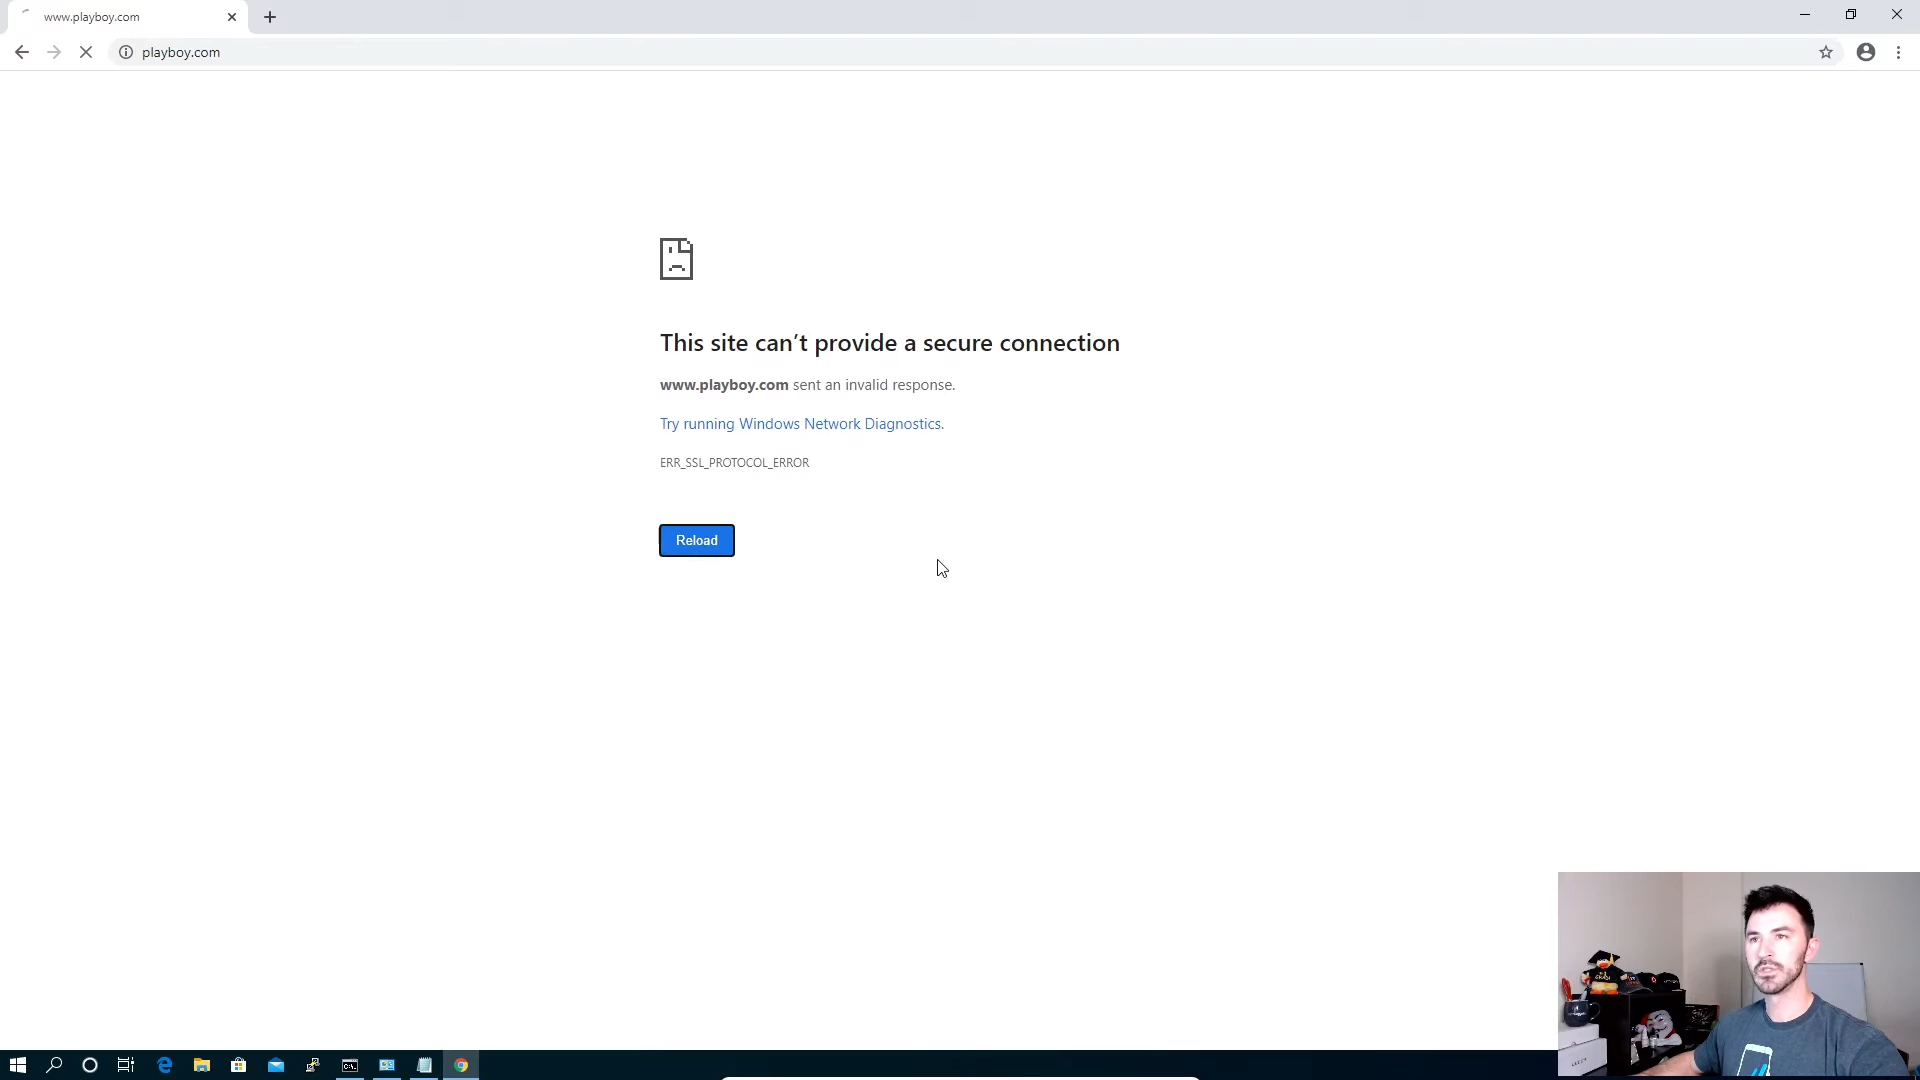 www.playboy.com
playboy.com
This site can't provide a secure connection
www.playboy.com sent an invalid response.
Try running Windows Network Diagnostics.
ERR_SSL_PROTOCOL_ERROR
Reload